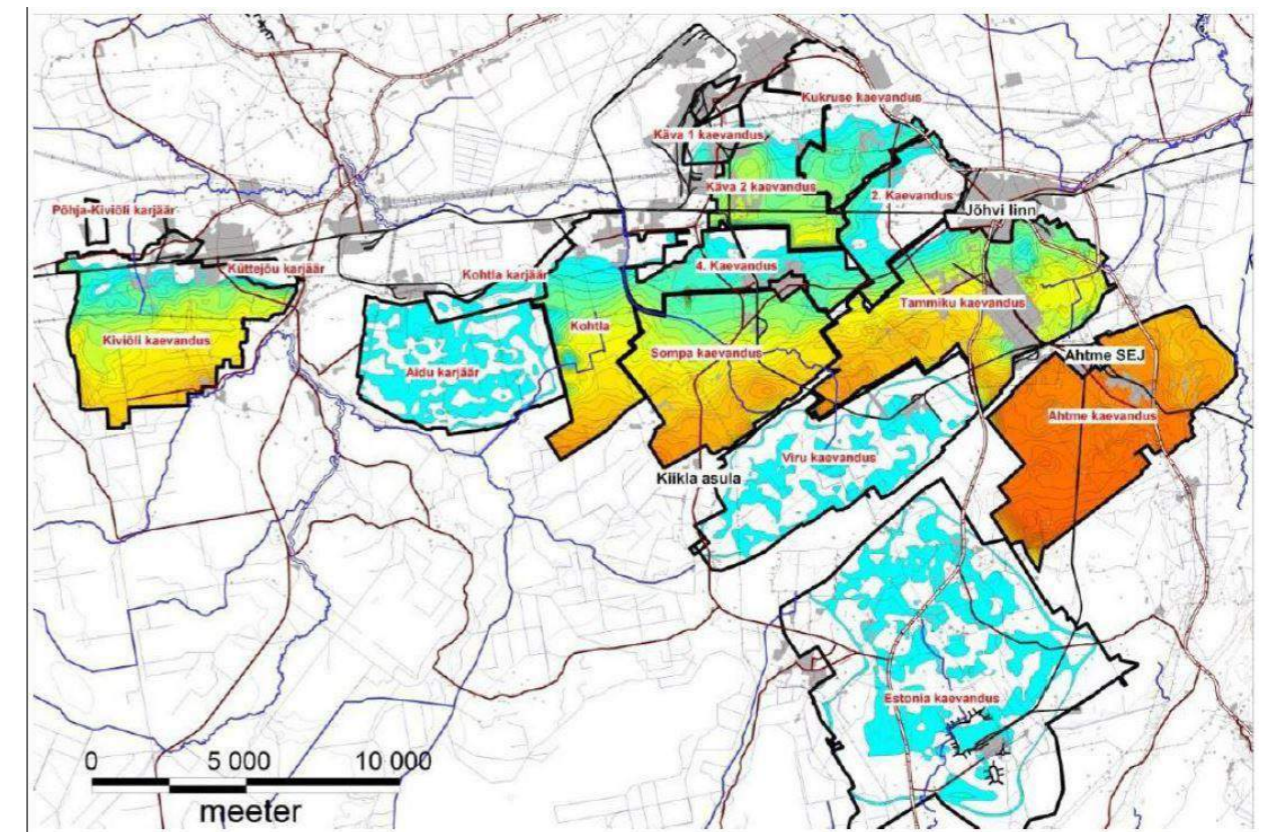 Kukruse kaevandus
Käva 1 kaevandus
Käva 2 kaevandus
2. Kaevandus
Põhja-Kiviõli karjäär
Jõhvi linn
Küttejõu karjäär
Kohtla karjäär
4. Kaevandus
Tammiku kaevandus
Kiviõli kaevandus
Kohtla
Sompa kaevandus
Ahtme SEJ
Aidu karjäär
Ahtme kaevandus
Viru kaevandus
Kiikla asula
Estonia kaevandus
0 5 000 10 000
meeter